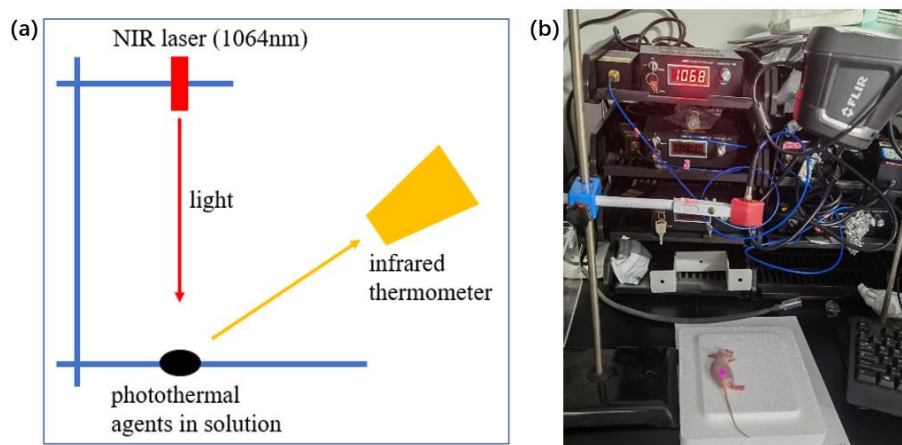 (a)
NIR laser (1064nm)
light
infrared
thermometer
photothermal
agents in solution
(b)
1068
FLIR